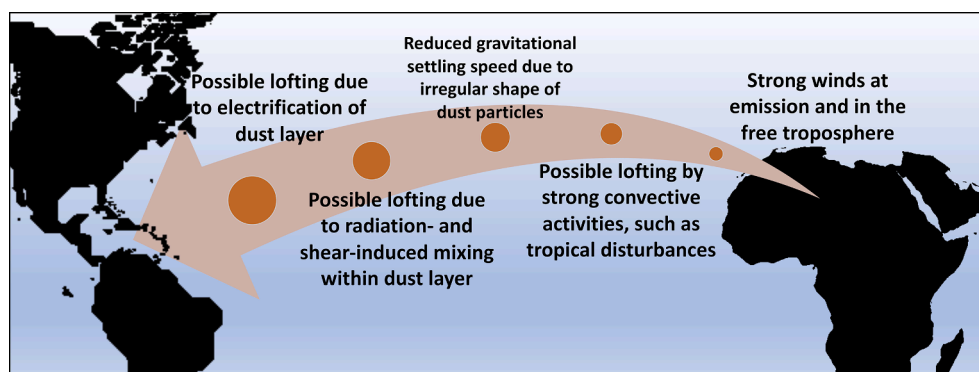 Possible lofting due
to electrification of
dust layer
Reduced gravitational
settling speed due to
irregular shape of
dust particles
Strong winds at
emission and in the
free troposphere
Possible lofting due
to radiation- and
shear-induced mixing
within dust layer
Possible lofting by
strong convective
activities, such as
tropical disturbances